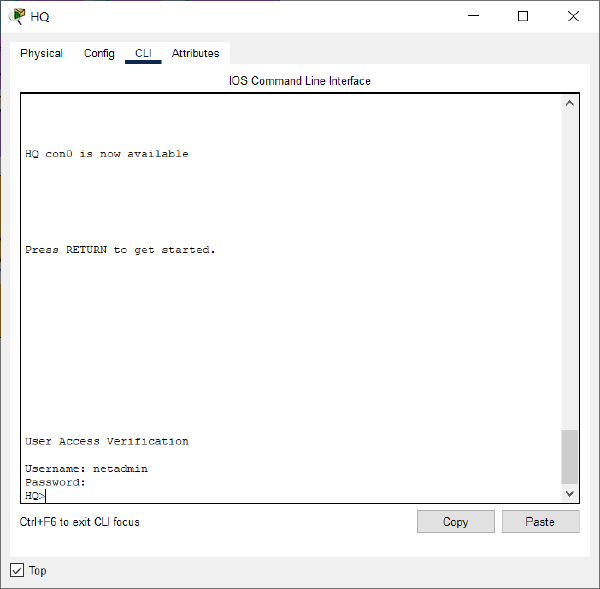 HQ
Physical Config CLI Attributes
IOS Command Line Interface
HQ con0 is now available
Press RETURN to get started.
User Access Verification
Username: netadmin
Password:
HQ>
Ctrl+F6 to exit CLI focus
Copy Paste
Top